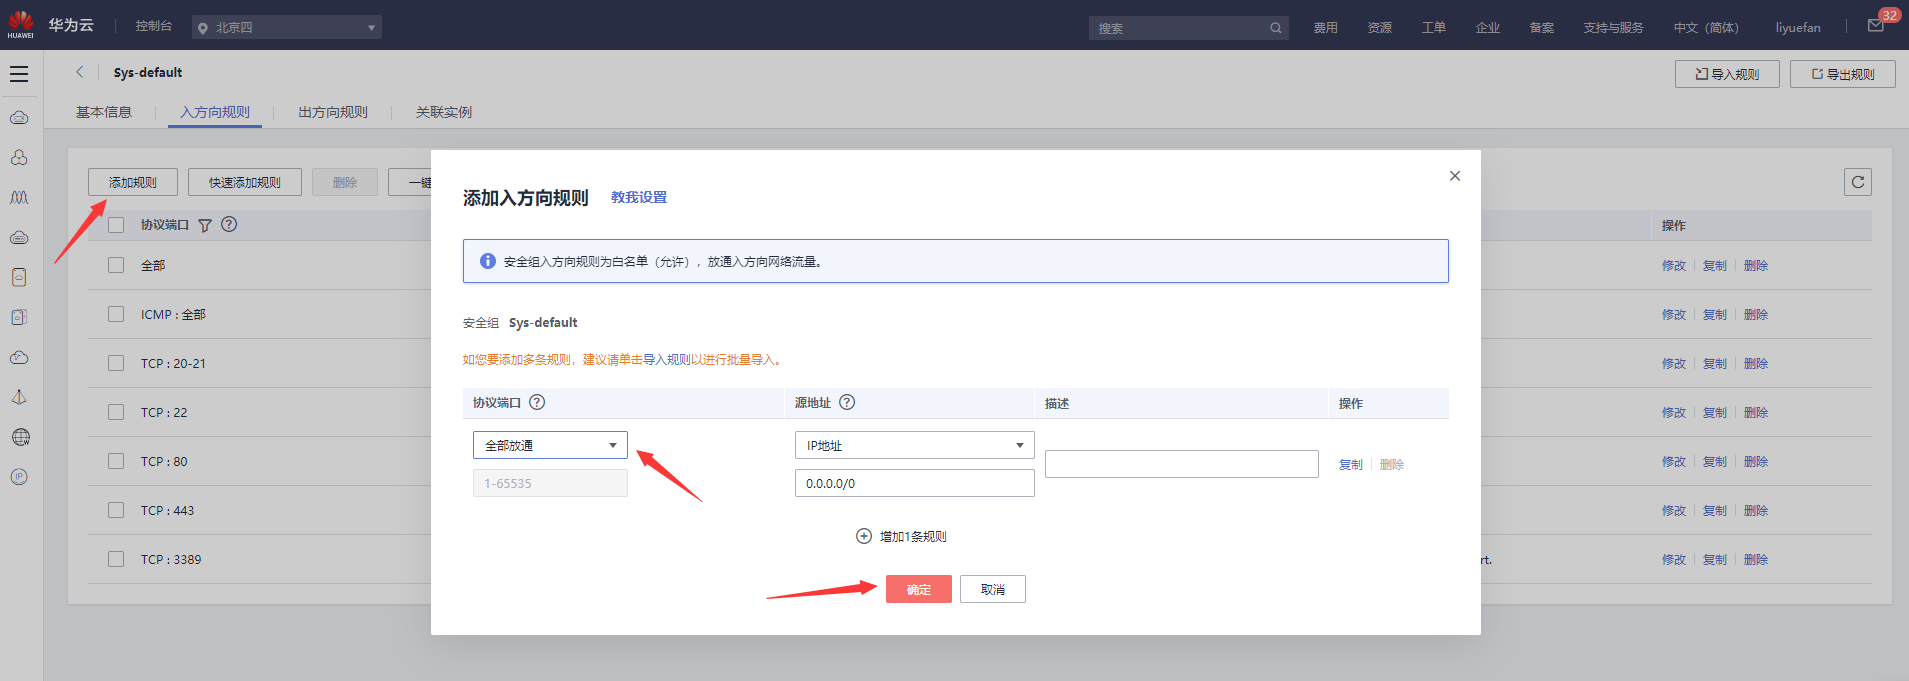 HUAWEI
华为云
控制台
北京四
搜索
费用
资源
工单
企业
备案
支持与服务
中文（简体）
liyuefan
32
Sys-default
导入规则
导出规则
基本信息
入方向规则
出方向规则
关联实例
添加规则
快速添加规则
删除
一键
协议端口
操作
全部
修改 复制 删除
ICMP : 全部
修改 复制 删除
TCP : 20-21
修改 复制 删除
TCP : 22
修改 复制 删除
TCP : 80
修改 复制 删除
TCP : 443
修改 复制 删除
TCP : 3389
rt.
修改 复制 删除
IP
添加入方向规则 教我设置
安全组入方向规则为白名单（允许），放通入方向网络流量。
安全组 Sys-default
如您要添加多条规则，建议请单击导入规则以进行批量导入。
协议端口 源地址 描述 操作
全部放通
IP地址
1-65535
0.0.0.0/0
复制 删除
增加1条规则
确定
取消